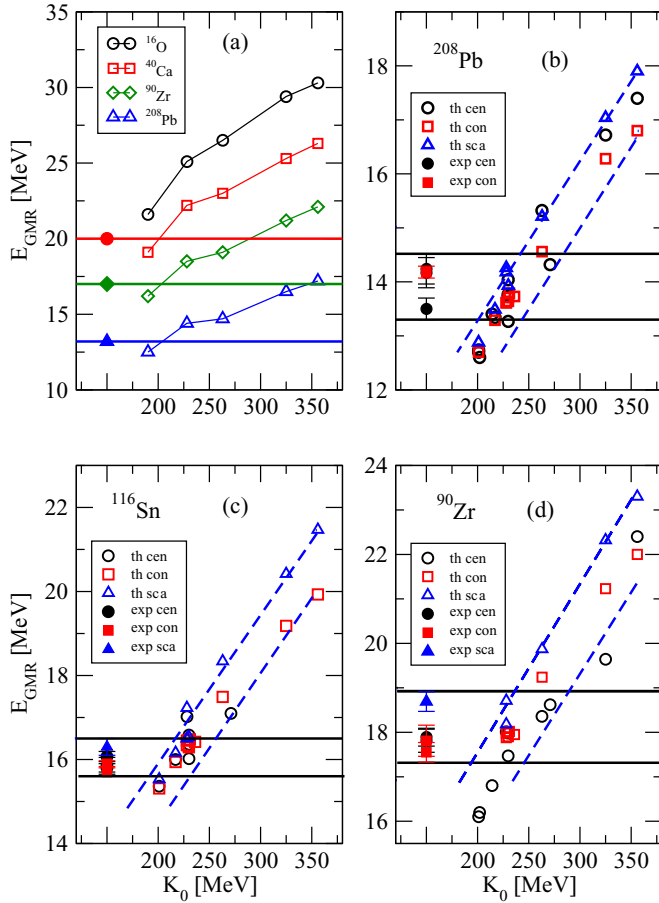 35
30
25
20
15
10
E_GMR [MeV]
(a)
¹⁶O
⁴⁰Ca
⁹⁰Zr
²⁰⁸Pb
200 250 300 350
18
16
14
12
²⁰⁸Pb
(b)
th cen
th con
th sca
exp cen
exp con
200 250 300 350
22
20
18
16
14
E_GMR [MeV]
¹¹⁶Sn
(c)
th cen
th con
th sca
exp cen
exp con
exp sca
200 250 300 350
K₀ [MeV]
24
22
20
18
16
⁹⁰Zr
(d)
th cen
th con
th sca
exp cen
exp con
exp sca
200 250 300 350
K₀ [MeV]